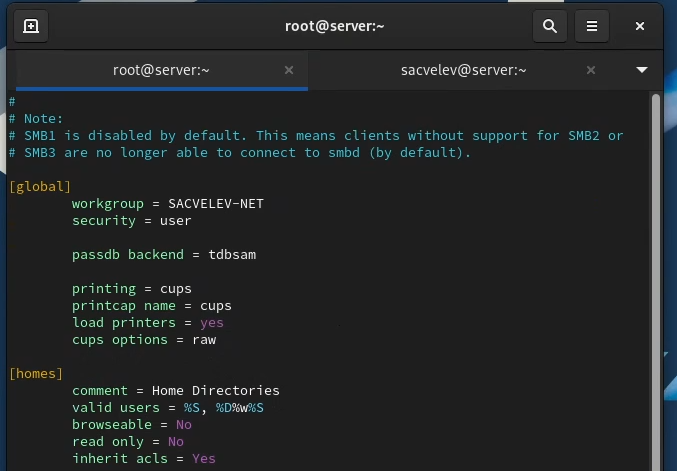 root@server:~
root@server:~
sacvelev@server:~
#
# Note:
# SMB1 is disabled by default. This means clients without support for SMB2 or
# SMB3 are no longer able to connect to smbd (by default).
[global]
workgroup = SACVELEV-NET
security = user
passdb backend = tdbsam
printing = cups
printcap name = cups
load printers = yes
cups options = raw
[homes]
comment = Home Directories
valid users = %S, %D%w%S
browseable = No
read only = No
inherit acls = Yes